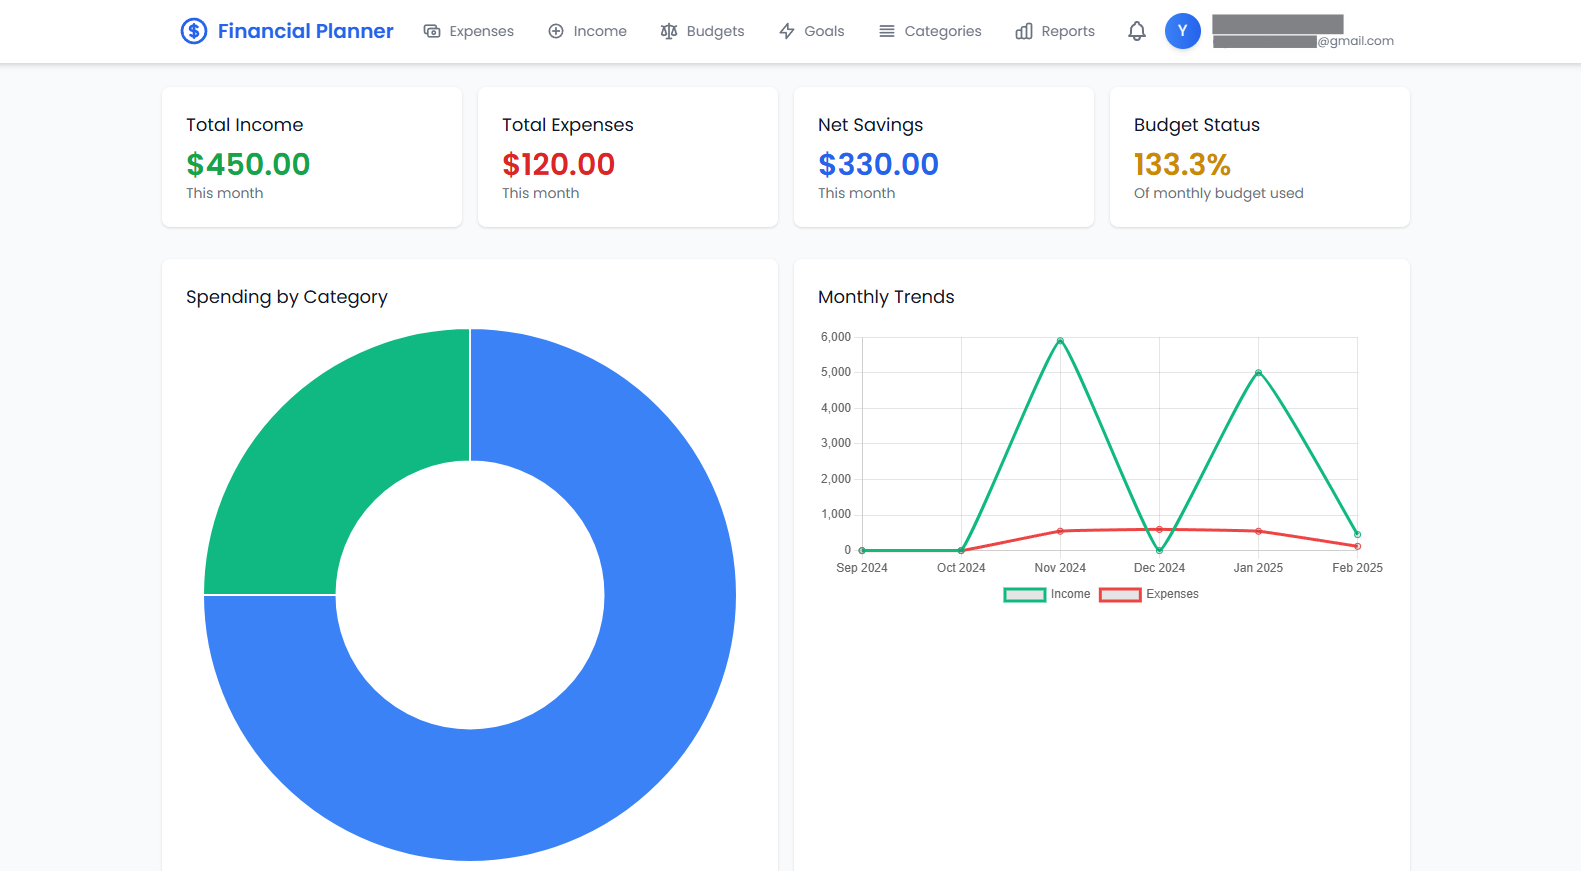 Financial Planner
Expenses
Income
Budgets
Goals
Categories
Reports
Y
@gmail.com
Total Income
$450.00
This month
Total Expenses
$120.00
This month
Net Savings
$330.00
This month
Budget Status
133.3%
Of monthly budget used
Spending by Category
Monthly Trends
6,000
5,000
4,000
3,000
2,000
1,000
0
Sep 2024 Oct 2024 Nov 2024 Dec 2024 Jan 2025 Feb 2025
Income Expenses